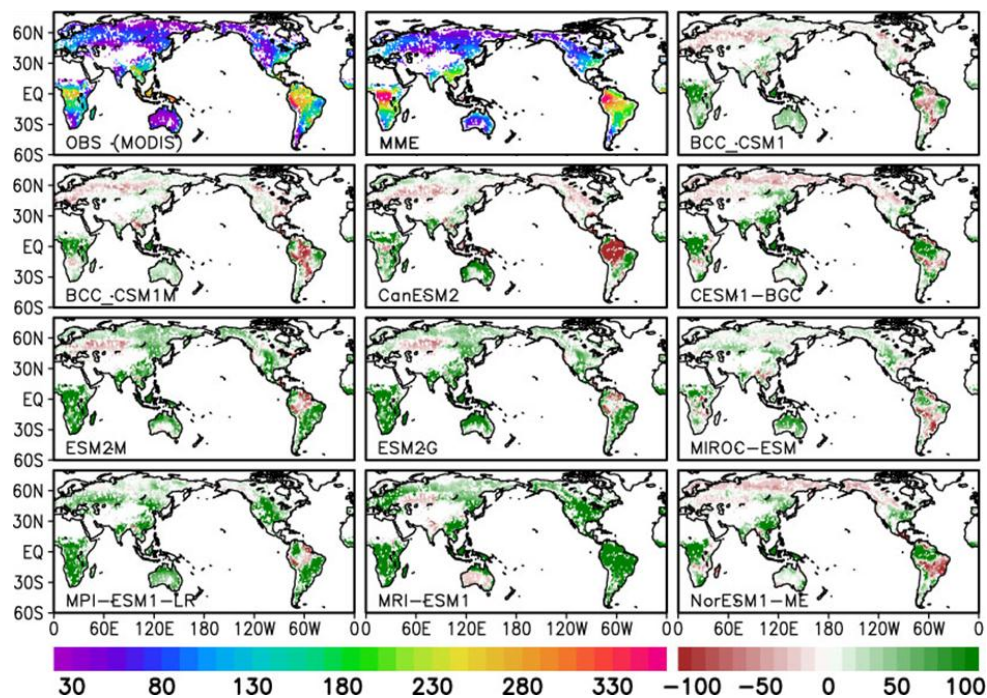 60N
30N
EQ
30S
60S
OBS (MODIS)
MME
BCC_CSM1
60N
30N
EQ
30S
60S
BCC_CSM1M
CanESM2
CESM1-BGC
60N
30N
EQ
30S
60S
ESM2M
ESM2G
MIROC-ESM
60N
30N
EQ
30S
60S
MPI-ESM1-LR
MRI-ESM1
NorESM1-ME
0 60E 120E 180 120W 60W 0 0 60E 120E 180 120W 60W 0 0 60E 120E 180 120W 60W 0
30 80 130 180 230 280 330 -100 -50 0 50 100